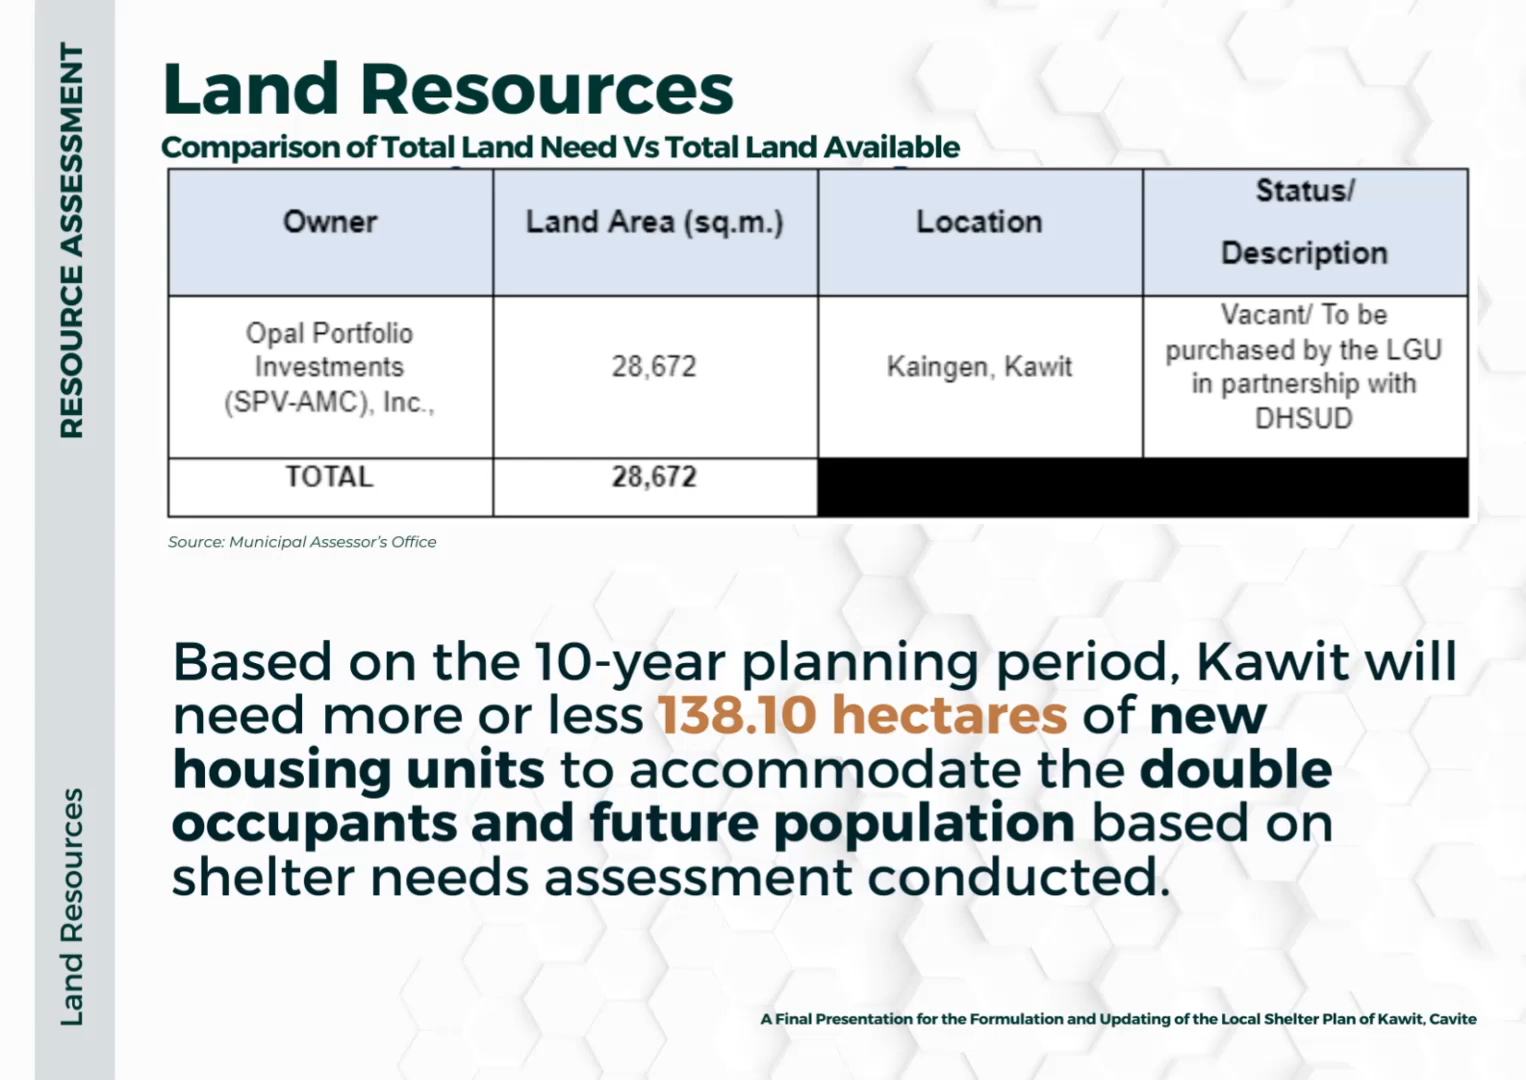 RESOURCE ASSESSMENT
Land Resources
Land Resources
Comparison of Total Land Need Vs Total Land Available
Owner
Land Area (sq.m.)
Location
Status/
Description
Opal Portfolio
Investments
(SPV-AMC), Inc.,
28,672
Kaingen, Kawit
Vacant/ To be
purchased by the LGU
in partnership with
DHSUD
TOTAL
28,672
Source: Municipal Assessor's Office
Based on the 10-year planning period, Kawit will
need more or less 138.10 hectares of new
housing units to accommodate the double
occupants and future population based on
shelter needs assessment conducted.
A Final Presentation for the Formulation and Updating of the Local Shelter Plan of Kawit, Cavite